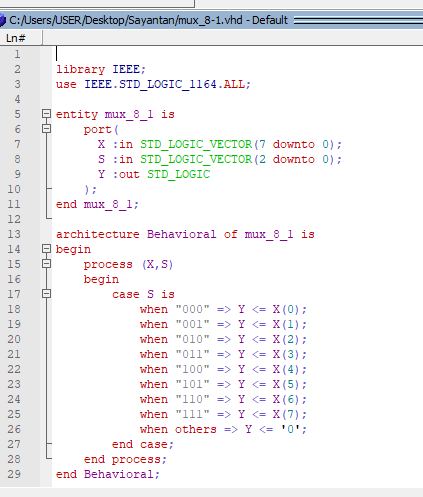 C:/Users/USER/Desktop/Sayantan/mux_8-1.vhd - Default
Ln#
1
2 library IEEE;
3 use IEEE.STD_LOGIC_1164.ALL;
4
5 entity mux_8_1 is
6 port(
7 X :in STD_LOGIC_VECTOR(7 downto 0);
8 S :in STD_LOGIC_VECTOR(2 downto 0);
9 Y :out STD_LOGIC
10 );
11 end mux_8_1;
12
13 architecture Behavioral of mux_8_1 is
14 begin
15 process (X,S)
16 begin
17 case S is
18 when "000" => Y <= X(0);
19 when "001" => Y <= X(1);
20 when "010" => Y <= X(2);
21 when "011" => Y <= X(3);
22 when "100" => Y <= X(4);
23 when "101" => Y <= X(5);
24 when "110" => Y <= X(6);
25 when "111" => Y <= X(7);
26 when others => Y <= '0';
27 end case;
28 end process;
29 end Behavioral;